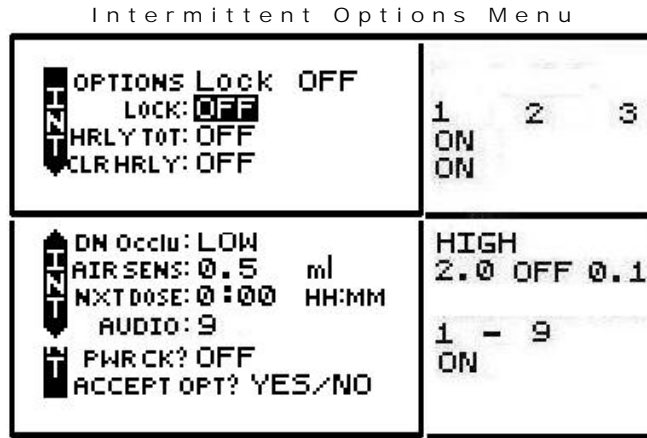 Intermittent Options Menu
INT
OPTIONS Lock OFF
LOCK: OFF 1 2 3
HRLY TOT: OFF ON
CLR HRLY: OFF ON
INT
DN Occlu: LOW HIGH
AIR SENS: 0.5 ml 2.0 OFF 0.1
NXT DOSE: 0:00 HH:MM
AUDIO: 9 1 - 9
PWR CK? OFF ON
ACCEPT OPT? YES/NO